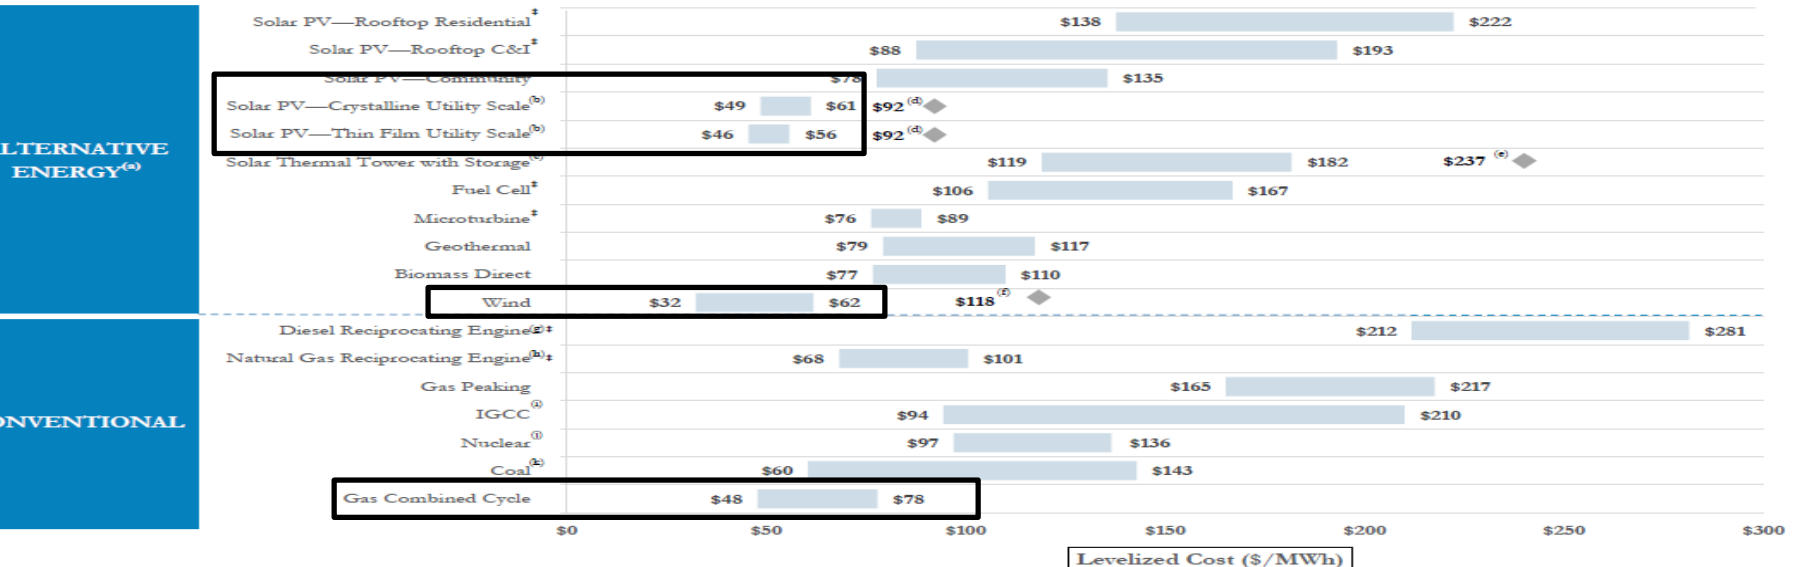 Solar PV—Rooftop Residential‡ $138 $222
Solar PV—Rooftop C&I‡ $88 $193
Solar PV—Community $78 $135
Solar PV—Crystalline Utility Scale(b) $49 $61 $92(d)
Solar PV—Thin Film Utility Scale(b) $46 $56 $92(d)
LTERNATIVE
ENERGY(a)
Solar Thermal Tower with Storage(c) $119 $182 $237(e)
Fuel Cell‡ $106 $167
Microturbine‡ $76 $89
Geothermal $79 $117
Biomass Direct $77 $110
Wind $32 $62 $118(f)
Diesel Reciprocating Engine(g)‡ $212 $281
Natural Gas Reciprocating Engine(h)‡ $68 $101
Gas Peaking $165 $217
ONVENTIONAL
IGCC(i) $94 $210
Nuclear(j) $97 $136
Coal(k) $60 $143
Gas Combined Cycle $48 $78
$0 $50 $100 $150 $200 $250 $300
Levelized Cost ($/MWh)